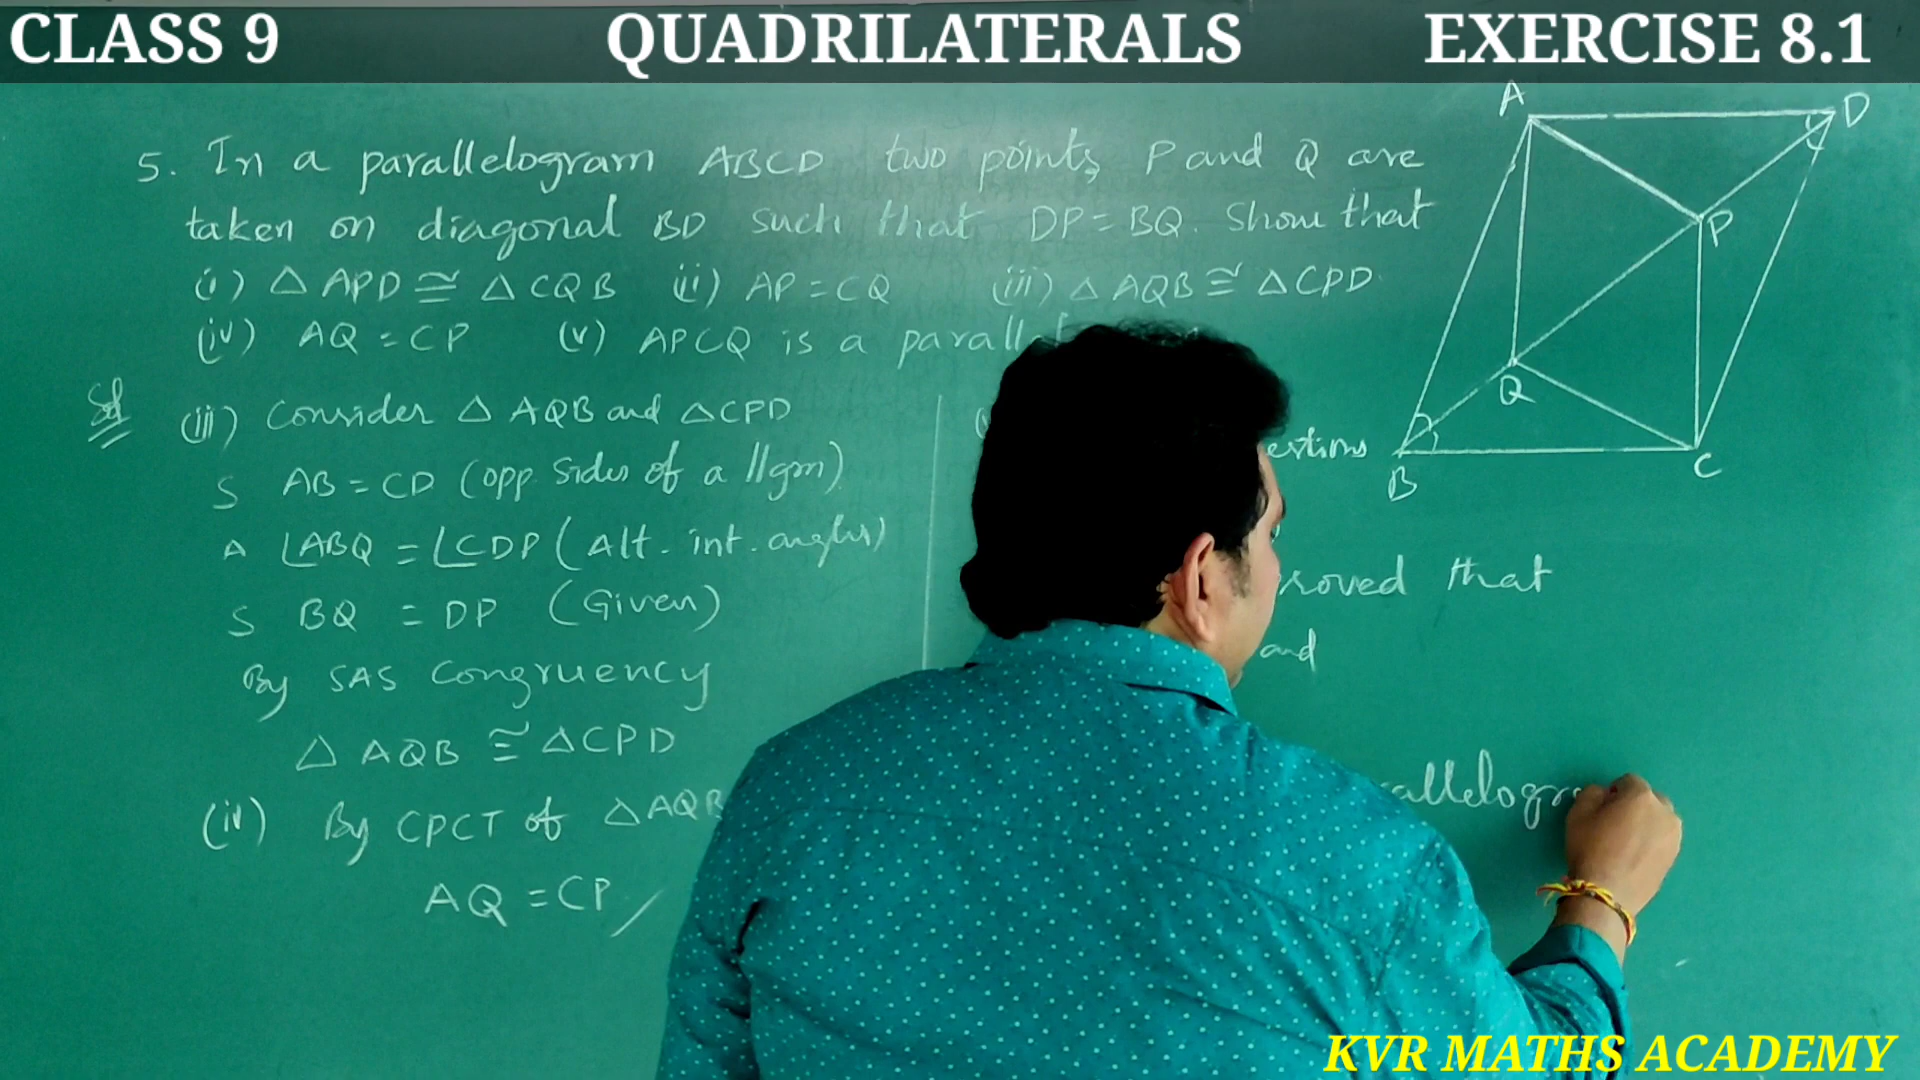 CLASS 9 QUADRILATERALS EXERCISE 8.1
5. In a parallelogram ABCD two points P and Q are
taken on diagonal BD such that DP = BQ. Show that
(i) △ APD ≅ △ CQB (ii) AP = CQ (iii) △ AQB ≅ △ CPD
(iv) AQ = CP (v) APCQ is a
Sol (iii) Consider △ AQB and △CPD
S AB = CD (opp. sides of a llgm)
A ∠ABQ = ∠CDP (Alt. int. angles)
S BQ = DP (Given)
By SAS Congruency
△ AQB ≅ △CPD
(iv) By CPCT of △AQB
AQ = CP
that
and
A
D
P
Q
B
C
KVR MATHS ACADEMY